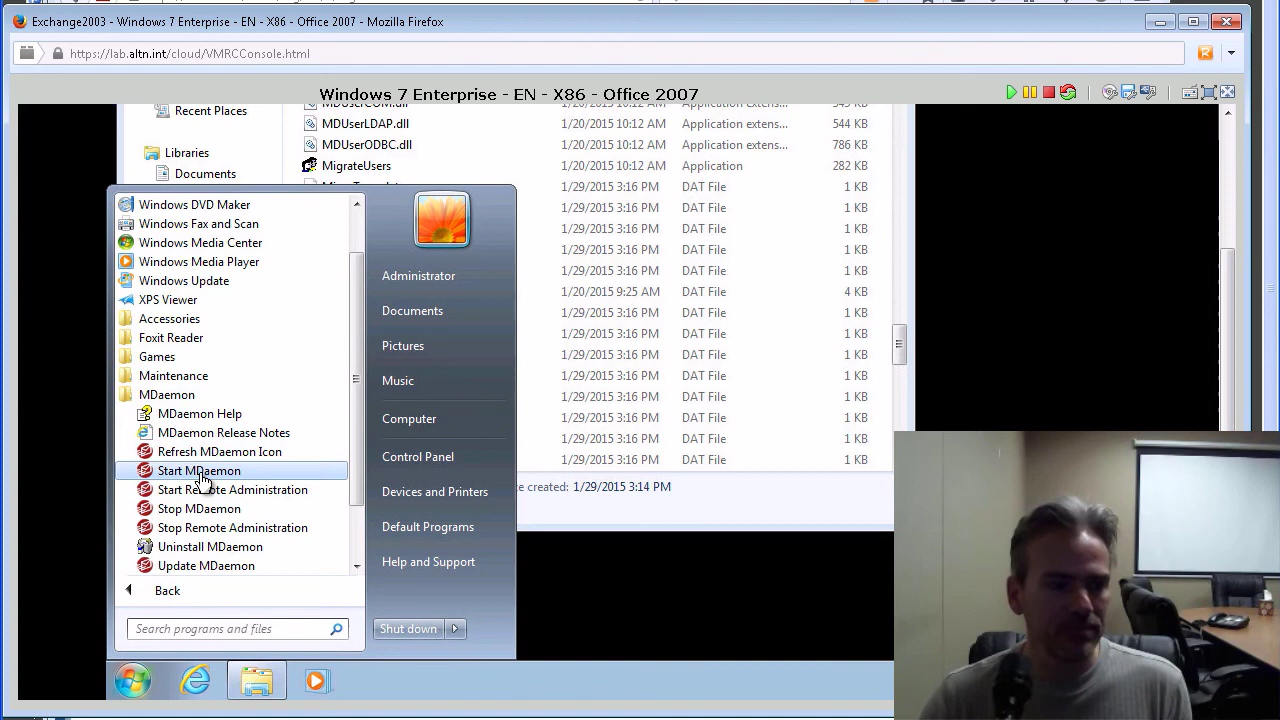 Exchange2003 - Windows 7 Enterprise - EN - X86 - Office 2007 - Mozilla Firefox
https://lab.altn.int/cloud/VMRCConsole.html
Windows 7 Enterprise - EN - X86 - Office 2007
Recent Places
Libraries
Documents
MDUserCOM.dll 1/20/2015 10:12 AM Application extens... 545 KB
MDUserLDAP.dll 1/20/2015 10:12 AM Application extens... 544 KB
MDUserODBC.dll 1/20/2015 10:12 AM Application extens... 786 KB
MigrateUsers 1/20/2015 10:12 AM Application 282 KB
1/29/2015 3:16 PM DAT File 1 KB
1/29/2015 3:16 PM DAT File 1 KB
1/29/2015 3:16 PM DAT File 1 KB
1/29/2015 3:16 PM DAT File 1 KB
1/29/2015 3:16 PM DAT File 1 KB
1/20/2015 9:25 AM DAT File 4 KB
1/29/2015 3:16 PM DAT File 1 KB
1/29/2015 3:16 PM DAT File 1 KB
1/29/2015 3:16 PM DAT File 1 KB
1/29/2015 3:16 PM DAT File 1 KB
1/29/2015 3:16 PM DAT File 1 KB
1/29/2015 3:16 PM DAT File 1 KB
1/29/2015 3:16 PM DAT File 1 KB
1/29/2015 3:16 PM DAT File 1 KB
created: 1/29/2015 3:14 PM
Windows DVD Maker
Windows Fax and Scan
Windows Media Center
Windows Media Player
Windows Update
XPS Viewer
Accessories
Foxit Reader
Games
Maintenance
MDaemon
MDaemon Help
MDaemon Release Notes
Refresh MDaemon Icon
Start MDaemon
Start Remote Administration
Stop MDaemon
Stop Remote Administration
Uninstall MDaemon
Update MDaemon
Back
Search programs and files
Administrator
Documents
Pictures
Music
Computer
Control Panel
Devices and Printers
Default Programs
Help and Support
Shut down